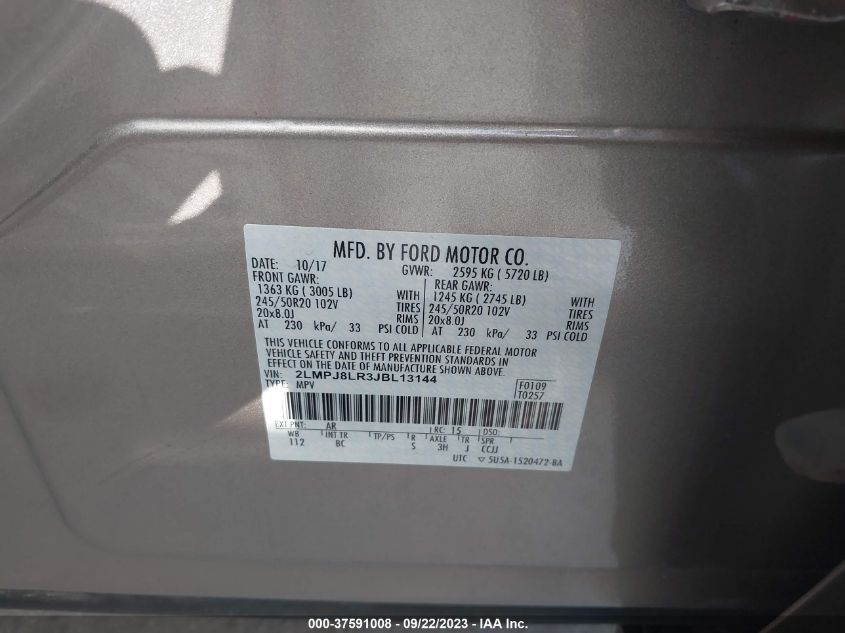 MFD. BY FORD MOTOR CO.
DATE: 10/17 GVWR: 2595 KG ( 5720 LB)
FRONT GAWR: REAR GAWR:
1363 KG ( 3005 LB) WITH 1245 KG ( 2745 LB) WITH
245/50R20 102V TIRES 245/50R20 102V TIRES
20x8.0J RIMS 20x8.0J RIMS
AT 230 kPa/ 33 PSI COLD AT 230 kPa/ 33 PSI COLD
THIS VEHICLE CONFORMS TO ALL APPLICABLE FEDERAL MOTOR
VEHICLE SAFETY AND THEFT PREVENTION STANDARDS IN
EFFECT ON THE DATE OF MANUFACTURE SHOWN ABOVE.
VIN: 2LMPJ8LR3JBL13144 F0109
TYPE: MPV T0257
EXT PNT: AR RC: 15 DSO:
WB INT TR TP/PS R AXLE TR SPR
112 BC S 3H J CCJJ
UTC ▽ 5U5A-1520472-BA
000-37591008 - 09/22/2023 - IAA Inc.